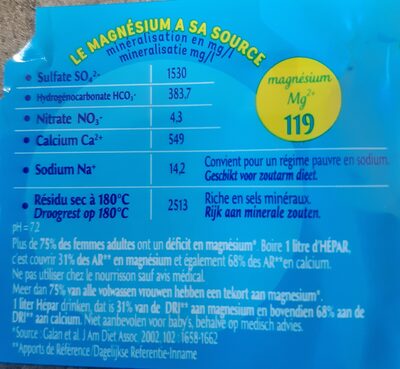 LE MAGNÉSIUM A SA SOURCE
minéralisation en mg/l
mineralisatie mg/l
Sulfate SO₄²⁻ 1530
Hydrogénocarbonate HCO₃⁻ 383,7
Nitrate NO₃⁻ 4,3
Calcium Ca²⁺ 549
magnésium
Mg²⁺
119
Sodium Na⁺ 14,2 Convient pour un régime pauvre en sodium.
Geschikt voor zoutarm dieet.
Résidu sec à 180°C 2513 Riche en sels minéraux.
Droogrest op 180°C Rijk aan minerale zouten.
pH = 7,2
Plus de 75% des femmes adultes ont un déficit en magnésium*. Boire 1 litre d'HÉPAR,
c'est couvrir 31% des AR** en magnésium et également 68% des AR** en calcium.
Ne pas utiliser chez le nourrisson sauf avis médical.
Meer dan 75% van alle volwassen vrouwen hebben een tekort aan magnesium*.
1 liter Hépar drinken, dat is 31% van de DRI** aan magnesium en bovendien 68% aan de
DRI** aan calcium. Niet aanbevolen voor baby's, behalve op medisch advies.
*Source : Galan et al. J Am Diet Assoc. 2002, 102 : 1658-1662
**Apports de Référence / Dagelijkse Referentie-Inname